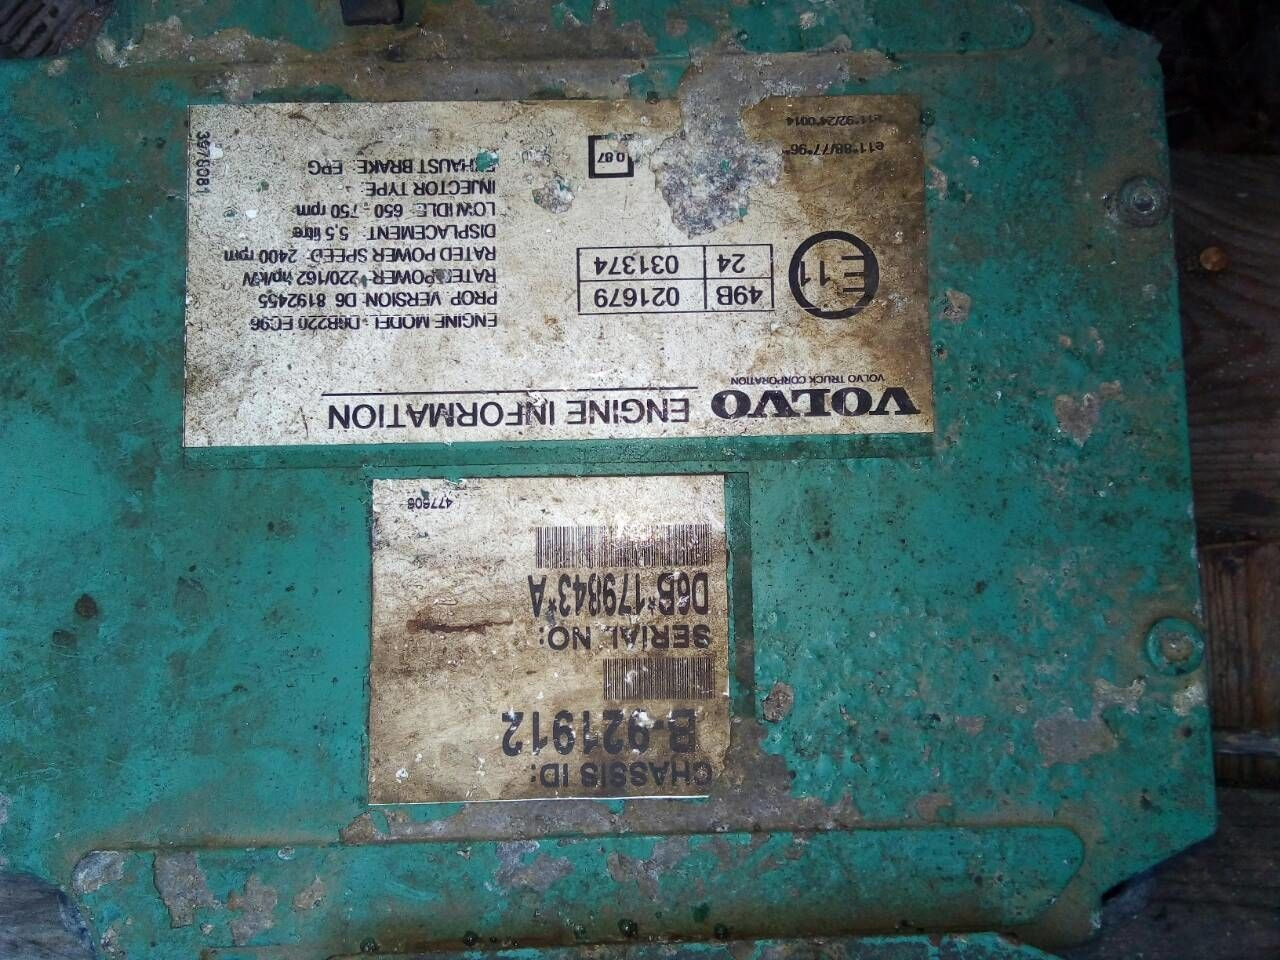 CHASSIS ID:
B-921912
SERIAL NO:
D6B*179843*A
477606
VOLVO ENGINE INFORMATION
VOLVO TRUCK CORPORATION
ENGINE MODEL: D6B220 EC96
PROP. VERSION D6 8192455
RATED POWER: 220/162 hp/kW
RATED POWER SPEED: 2400 rpm
DISPLACEMENT: 5,5 litre
LOW IDLE: 650 - 750 rpm
INJECTOR TYPE:
EXHAUST BRAKE: EPG
E11
49B 021679
24 031374
0.87
e11*88/77*96*
e11*92/24*0014